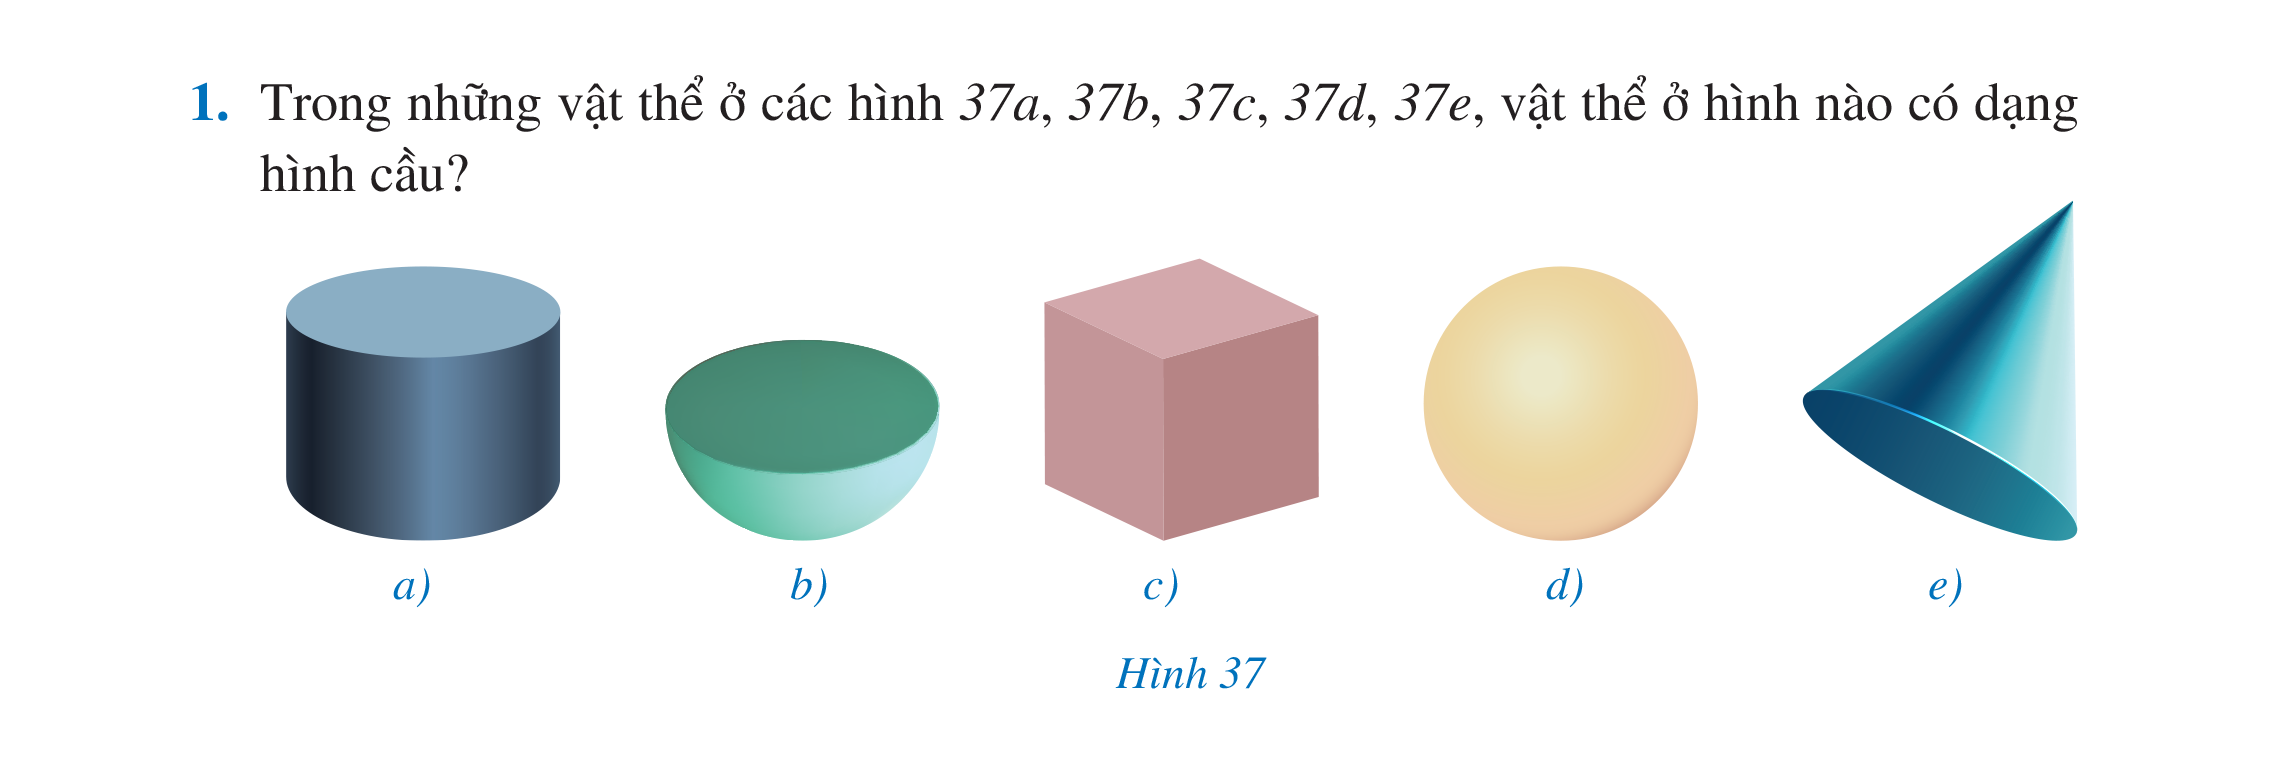 1. Trong những vật thể ở các hình 37a, 37b, 37c, 37d, 37e, vật thể ở hình nào có dạng
hình cầu?
a) b) c) d) e)
Hình 37